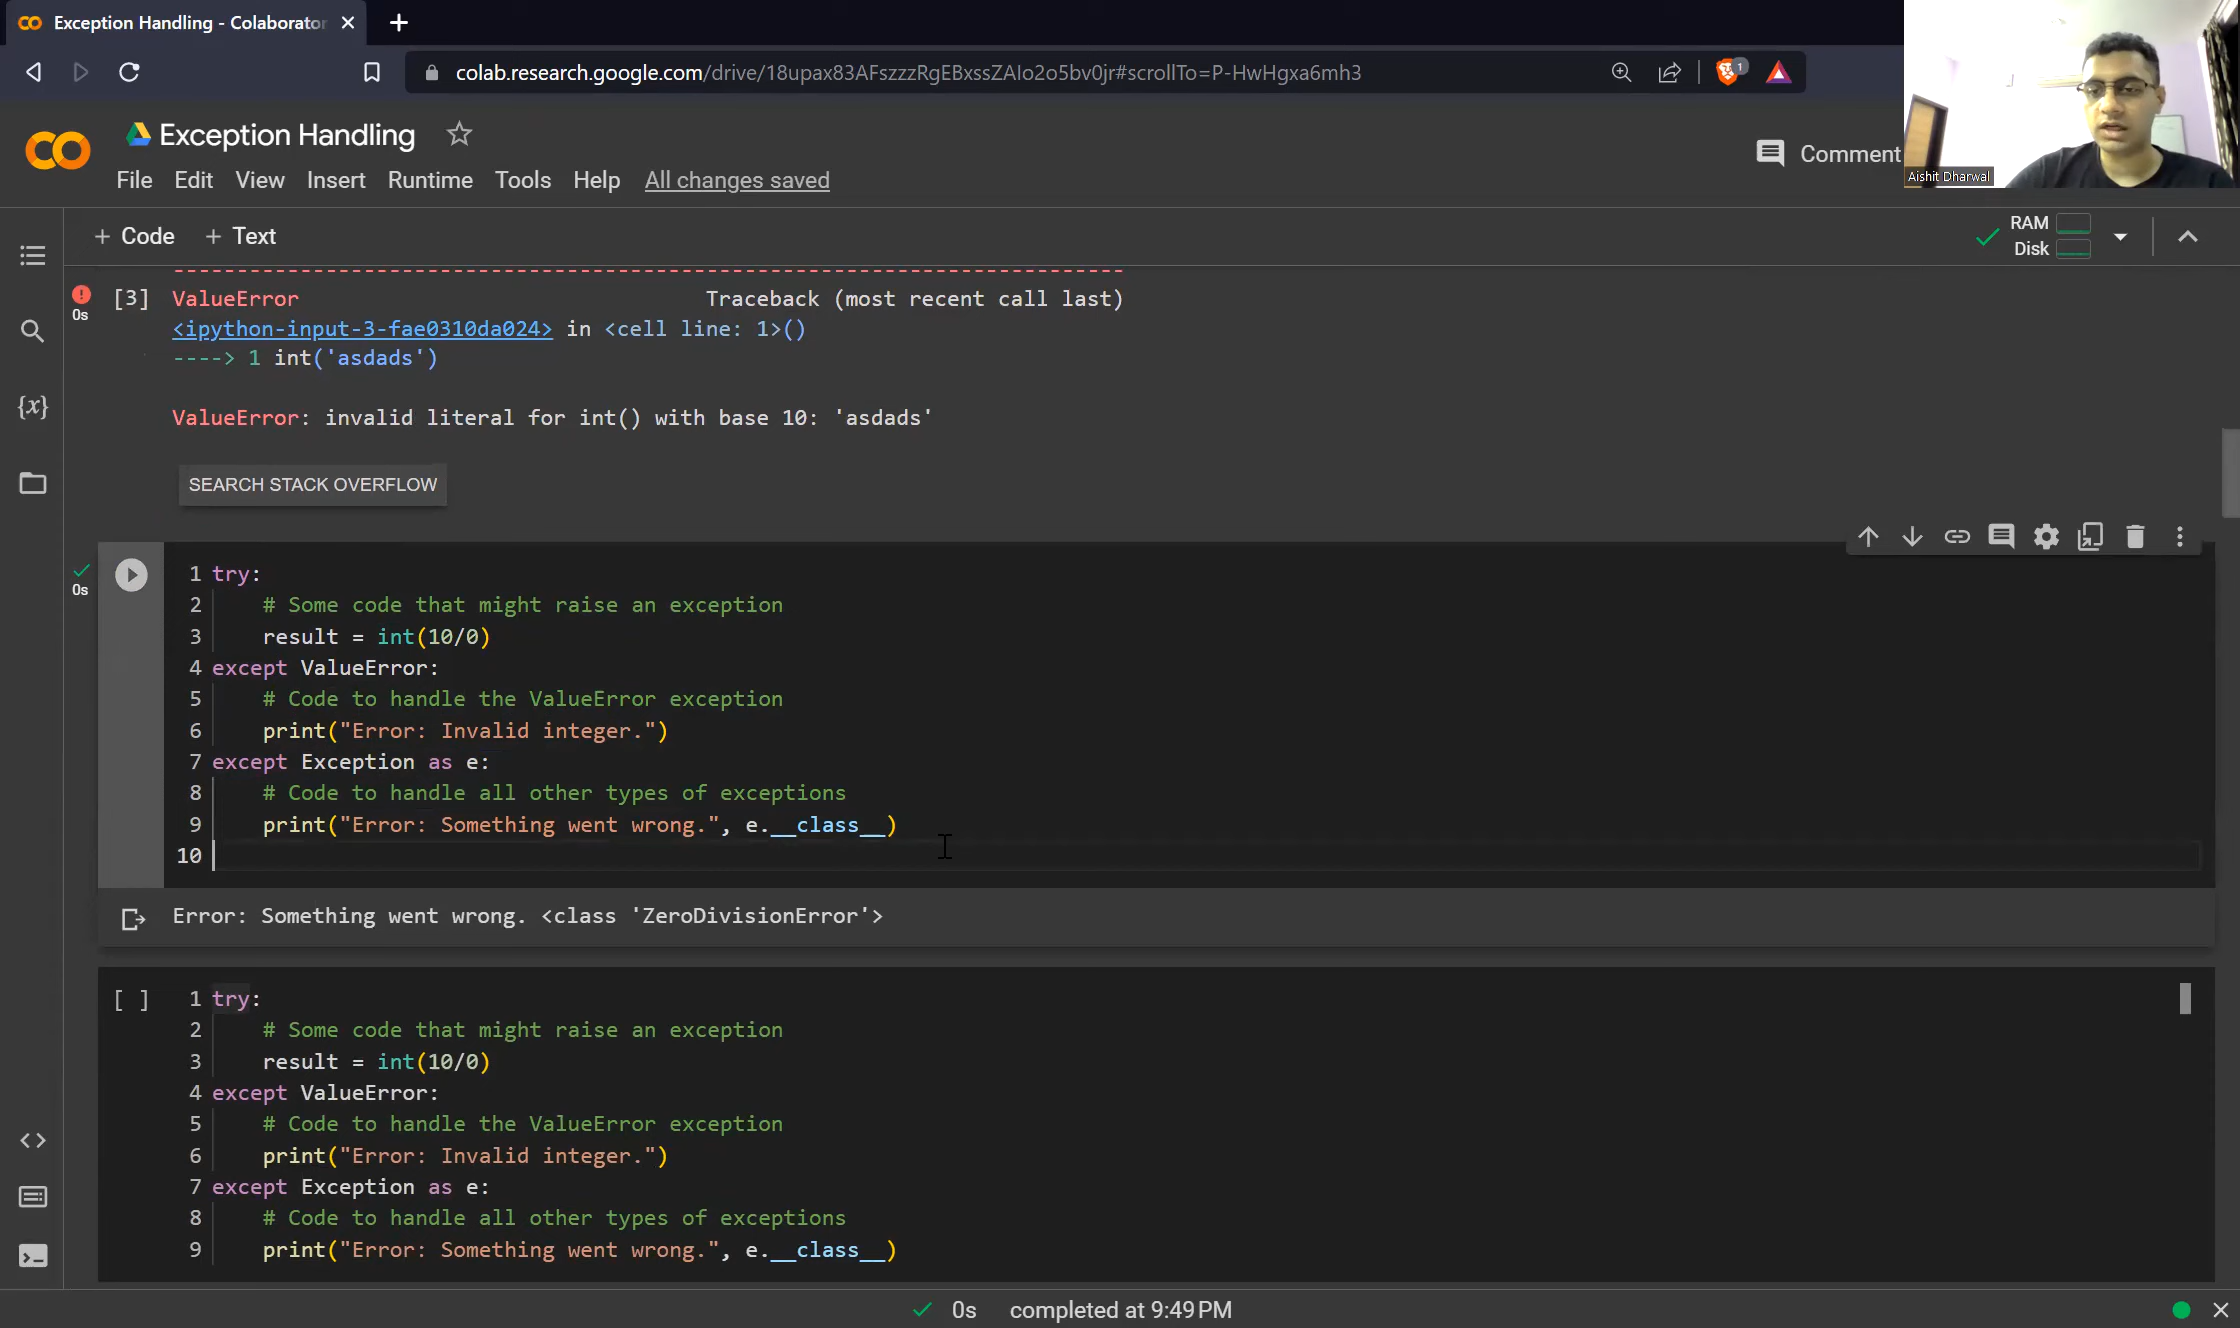 Exception Handling - Colaborator
colab.research.google.com/drive/18upax83AFszzzRgEBxssZAIo2o5bv0jr#scrollTo=P-HwHgxa6mh3
1
Exception Handling
Comment
File Edit View Insert Runtime Tools Help All changes saved
Aishit Dharwal
+ Code + Text
RAM
Disk
0s
[3] ValueError Traceback (most recent call last)
<ipython-input-3-fae0310da024> in <cell line: 1>()
----> 1 int('asdads')
ValueError: invalid literal for int() with base 10: 'asdads'
SEARCH STACK OVERFLOW
0s
1 try:
2 # Some code that might raise an exception
3 result = int(10/0)
4 except ValueError:
5 # Code to handle the ValueError exception
6 print("Error: Invalid integer.")
7 except Exception as e:
8 # Code to handle all other types of exceptions
9 print("Error: Something went wrong.", e.__class__)
10
Error: Something went wrong. <class 'ZeroDivisionError'>
[ ] 1 try:
2 # Some code that might raise an exception
3 result = int(10/0)
4 except ValueError:
5 # Code to handle the ValueError exception
6 print("Error: Invalid integer.")
7 except Exception as e:
8 # Code to handle all other types of exceptions
9 print("Error: Something went wrong.", e.__class__)
0s completed at 9:49 PM